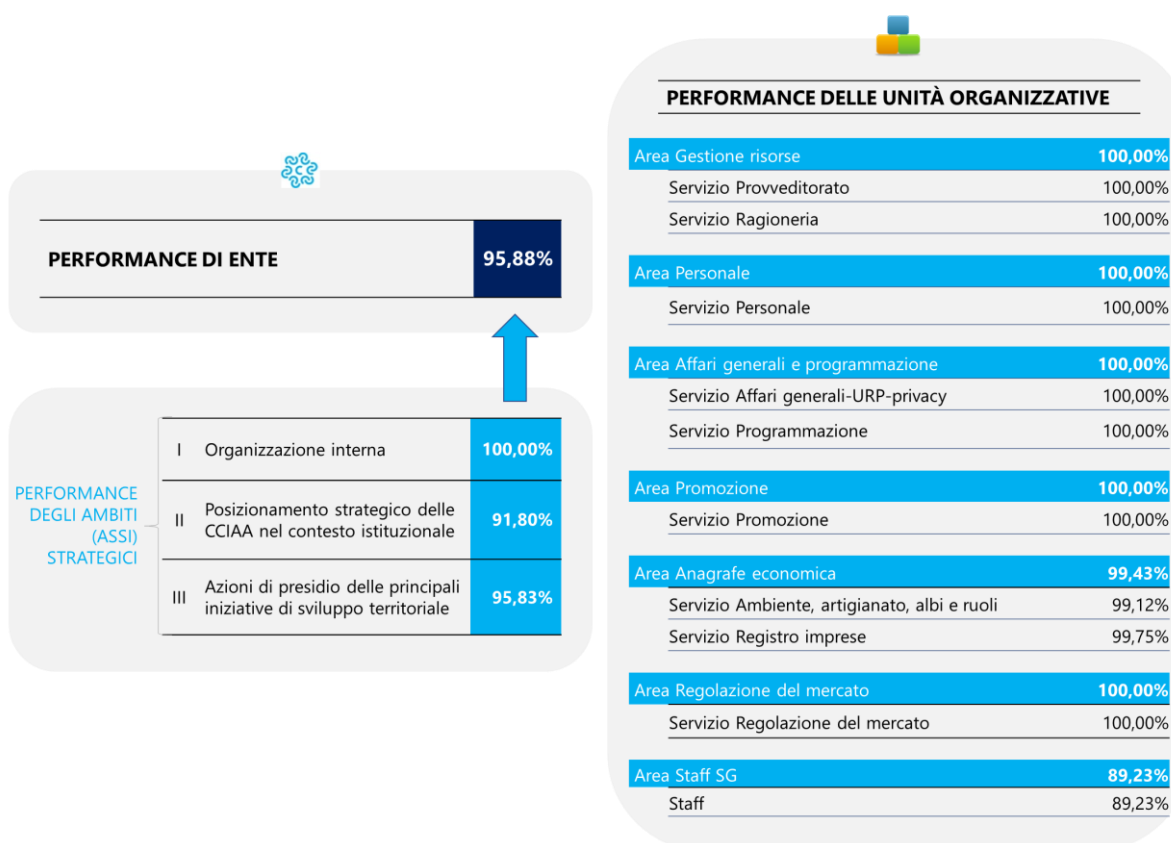 PERFORMANCE DI ENTE 95,88%
PERFORMANCE
DEGLI AMBITI
(ASSI)
STRATEGICI
I Organizzazione interna 100,00%
II Posizionamento strategico delle
CCIAA nel contesto istituzionale 91,80%
III Azioni di presidio delle principali
iniziative di sviluppo territoriale 95,83%
PERFORMANCE DELLE UNITÀ ORGANIZZATIVE
Area Gestione risorse 100,00%
Servizio Provveditorato 100,00%
Servizio Ragioneria 100,00%
Area Personale 100,00%
Servizio Personale 100,00%
Area Affari generali e programmazione 100,00%
Servizio Affari generali-URP-privacy 100,00%
Servizio Programmazione 100,00%
Area Promozione 100,00%
Servizio Promozione 100,00%
Area Anagrafe economica 99,43%
Servizio Ambiente, artigianato, albi e ruoli 99,12%
Servizio Registro imprese 99,75%
Area Regolazione del mercato 100,00%
Servizio Regolazione del mercato 100,00%
Area Staff SG 89,23%
Staff 89,23%